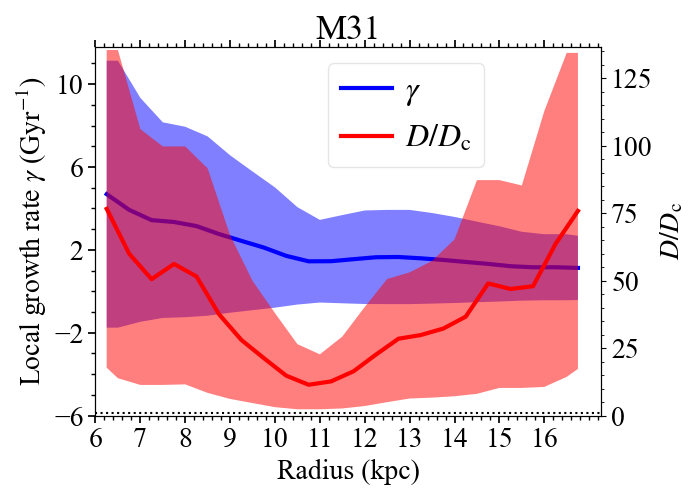 M31
γ
D/Dc
Local growth rate γ (Gyr−1)
10
6
2
−2
−6
125
100
75
50
25
0
D/Dc
6 7 8 9 10 11 12 13 14 15 16
Radius (kpc)